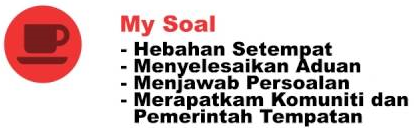 My Soal
- Hebahan Setempat
- Menyelesaikan Aduan
- Menjawab Persoalan
- Merapatkam Komuniti dan
Pemerintah Tempatan